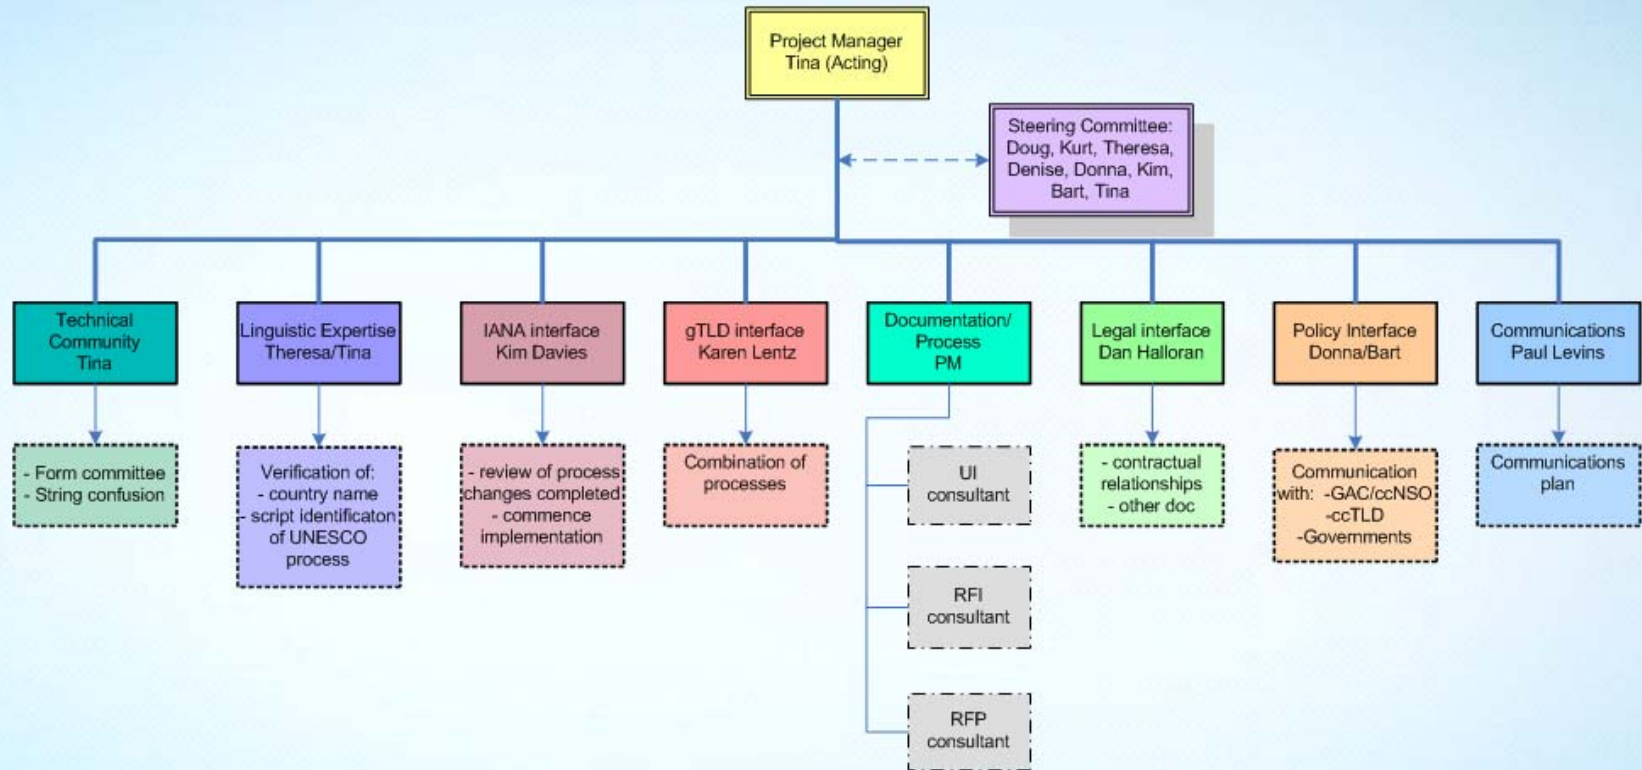 Project Manager
Tina (Acting)
Steering Committee:
Doug, Kurt, Theresa,
Denise, Donna, Kim,
Bart, Tina
Technical
Community
Tina
Linguistic Expertise
Theresa/Tina
IANA interface
Kim Davies
gTLD interface
Karen Lentz
Documentation/
Process
PM
Legal interface
Dan Halloran
Policy Interface
Donna/Bart
Communications
Paul Levins
- Form committee
- String confusion
Verification of:
- country name
- script identificaton
of UNESCO
process
- review of process
changes completed
- commence
implementation
Combination of
processes
UI
consultant
RFI
consultant
RFP
consultant
- contractual
relationships
- other doc
Communication
with: -GAC/ccNSO
-ccTLD
-Governments
Communications
plan